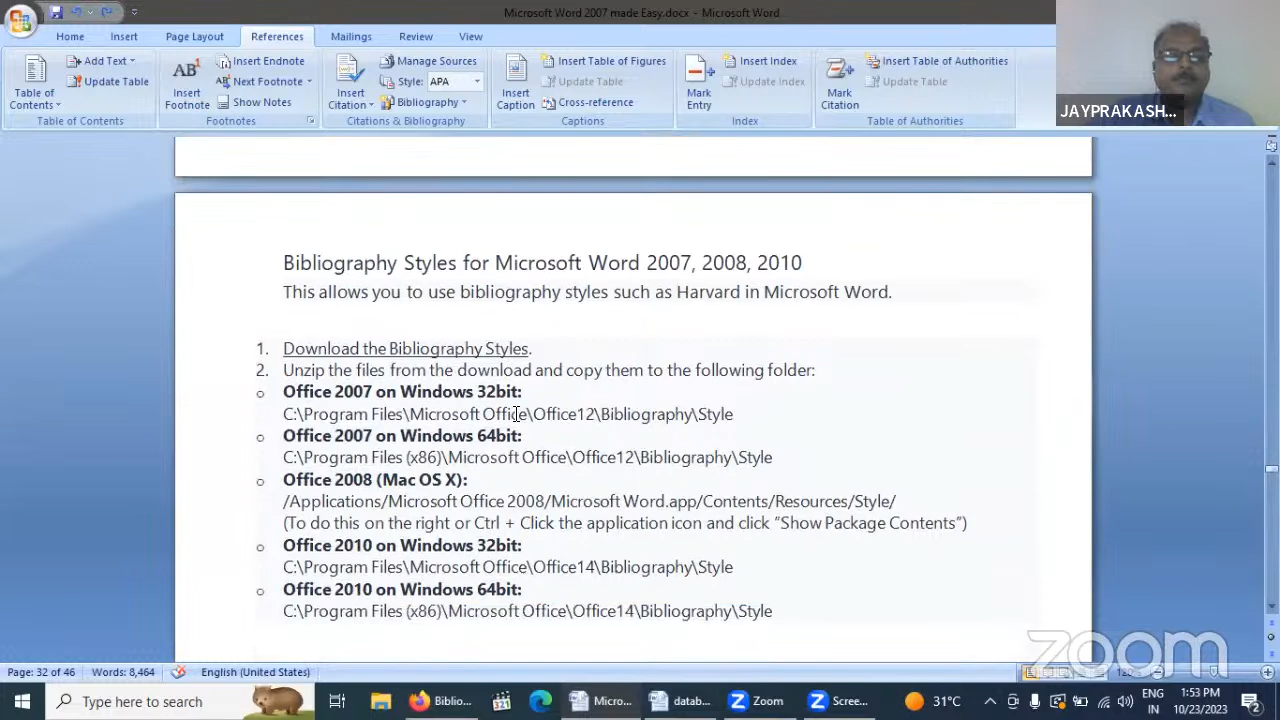 Microsoft Word 2007 made Easy.docx - Microsoft Word
Home Insert Page Layout References Mailings Review View
Table of Contents
Add Text
Update Table
Table of Contents
Insert Footnote
AB1
Insert Endnote
Next Footnote
Show Notes
Footnotes
Insert Citation
Manage Sources
Style: APA
Bibliography
Citations & Bibliography
Insert Caption
Insert Table of Figures
Update Table
Cross-reference
Captions
Mark Entry
Insert Index
Update Index
Index
Mark Citation
Insert Table of Authorities
Update Table
Table of Authorities
JAYPRAKASH...
Bibliography Styles for Microsoft Word 2007, 2008, 2010
This allows you to use bibliography styles such as Harvard in Microsoft Word.
1. Download the Bibliography Styles.
2. Unzip the files from the download and copy them to the following folder:
o Office 2007 on Windows 32bit:
C:\Program Files\Microsoft Office\Office12\Bibliography\Style
o Office 2007 on Windows 64bit:
C:\Program Files (x86)\Microsoft Office\Office12\Bibliography\Style
o Office 2008 (Mac OS X):
/Applications/Microsoft Office 2008/Microsoft Word.app/Contents/Resources/Style/
(To do this on the right or Ctrl + Click the application icon and click “Show Package Contents”)
o Office 2010 on Windows 32bit:
C:\Program Files\Microsoft Office\Office14\Bibliography\Style
o Office 2010 on Windows 64bit:
C:\Program Files (x86)\Microsoft Office\Office14\Bibliography\Style
zoom
Page: 32 of 46 Words: 8,464 English (United States)
Type here to search
321
Biblio...
Micro...
datab...
Zoom
Scree...
31°C
ENG
IN
1:53 PM
10/23/2023
2